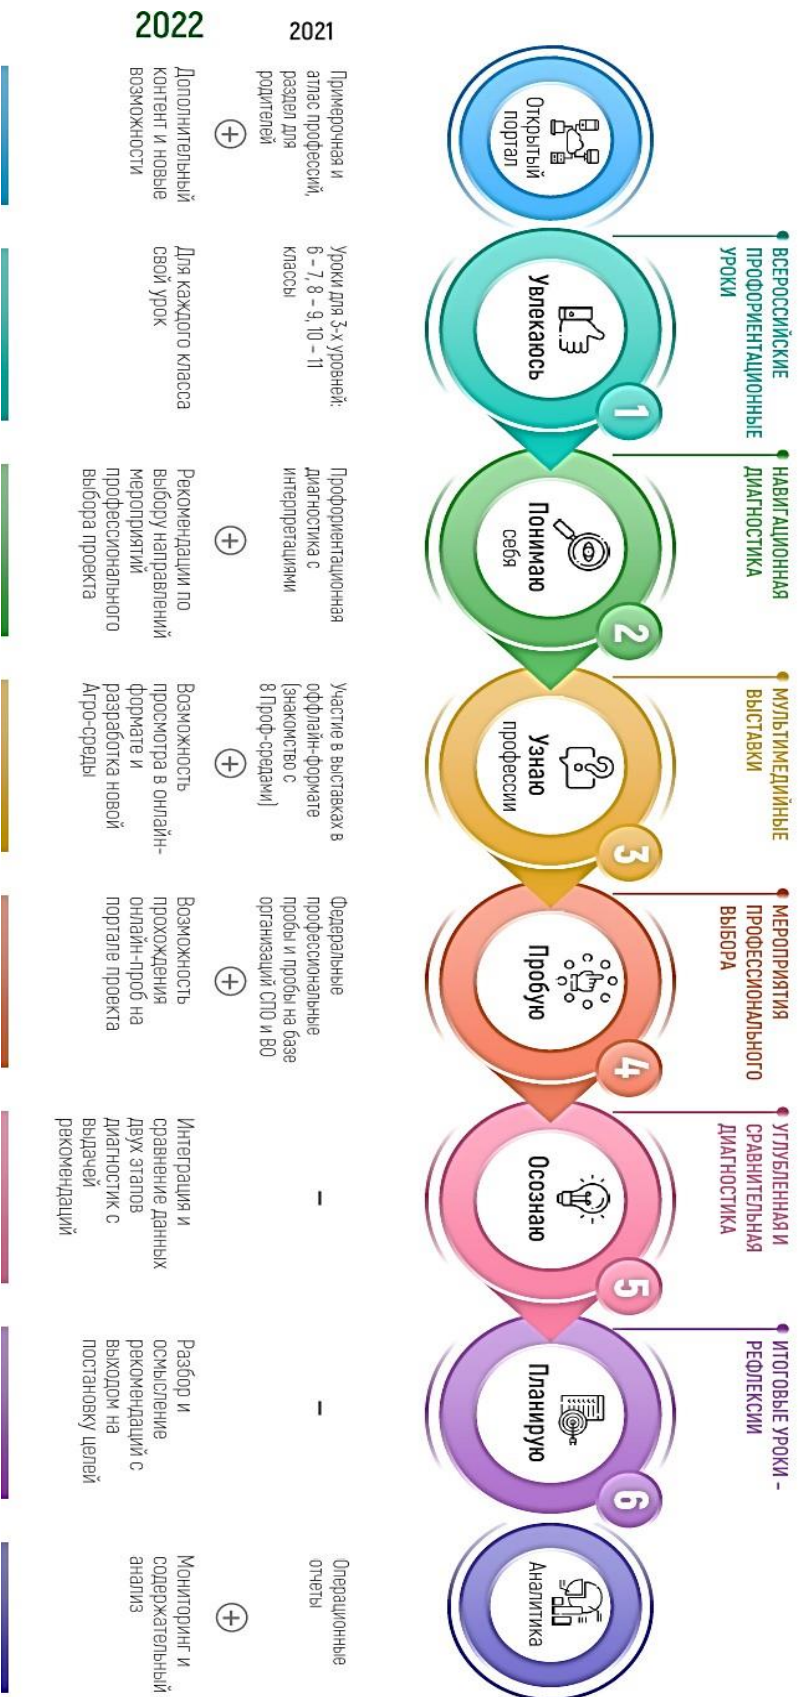 ВСЕРОССИЙСКИЕ
ПРОФОРИЕНТАЦИОННЫЕ
УРОКИ
НАВИГАЦИОННАЯ
ДИАГНОСТИКА
МУЛЬТИМЕДИЙНЫЕ
ВЫСТАВКИ
МЕРОПРИЯТИЯ
ПРОФЕССИОНАЛЬНОГО
ВЫБОРА
УГЛУБЛЕННАЯ И
СРАВНИТЕЛЬНАЯ
ДИАГНОСТИКА
ИТОГОВЫЕ УРОКИ –
РЕФЛЕКСИИ
Открытый
портал
Увлекаюсь
1
Понимаю
себя
2
Узнаю
профессии
3
Пробую
4
Осознаю
5
Планирую
6
Аналитика
2021
Примерочная и
атлас профессий,
раздел для
родителей
Уроки для 3-х уровней:
6 – 7, 8 – 9, 10 – 11
классы
Профориентационная
диагностика с
интерпретациями
Участие в выставках в
оффлайн-формате
(знакомство с
8 Проф-средами)
Федеральные
профессиональные
пробы и пробы на базе
организаций СПО и ВО
–
–
Операционные
отчеты
+
+
+
+
+
2022
Дополнительный
контент и новые
возможности
Для каждого класса
свой урок
Рекомендации по
выбору направлений
мероприятий
профессионального
выбора проекта
Возможность
просмотра в онлайн-
формате и
разработка новой
Агро-среды
Возможность
прохождения
онлайн-проб на
портале проекта
Интеграция и
сравнение данных
двух этапов
диагностик с
выдачей
рекомендаций
Разбор и
осмысление
рекомендаций с
выходом на
постановку целей
Мониторинг и
содержательный
анализ